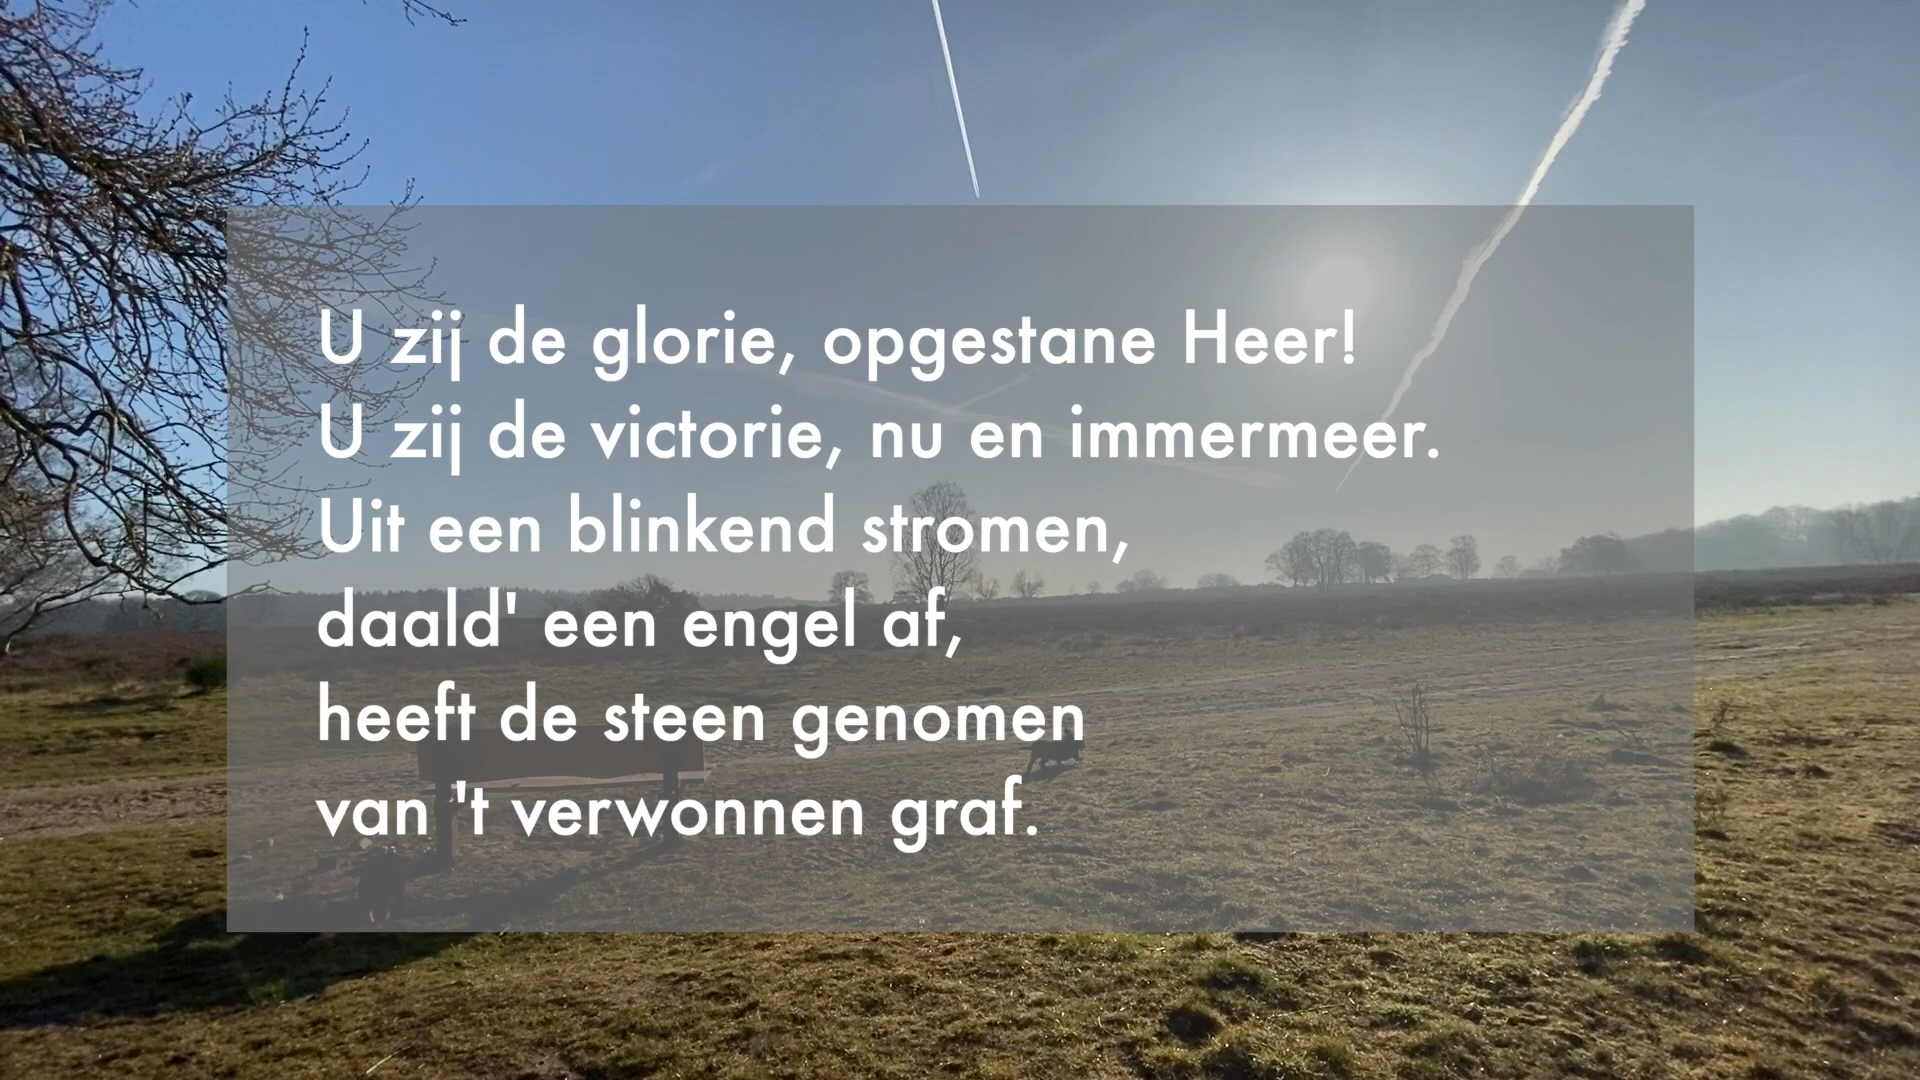 U zij de glorie, opgestane Heer!
U zij de victorie, nu en immermeer.
Uit een blinkend stromen,
daald' een engel af,
heeft de steen genomen
van 't verwonnen graf.